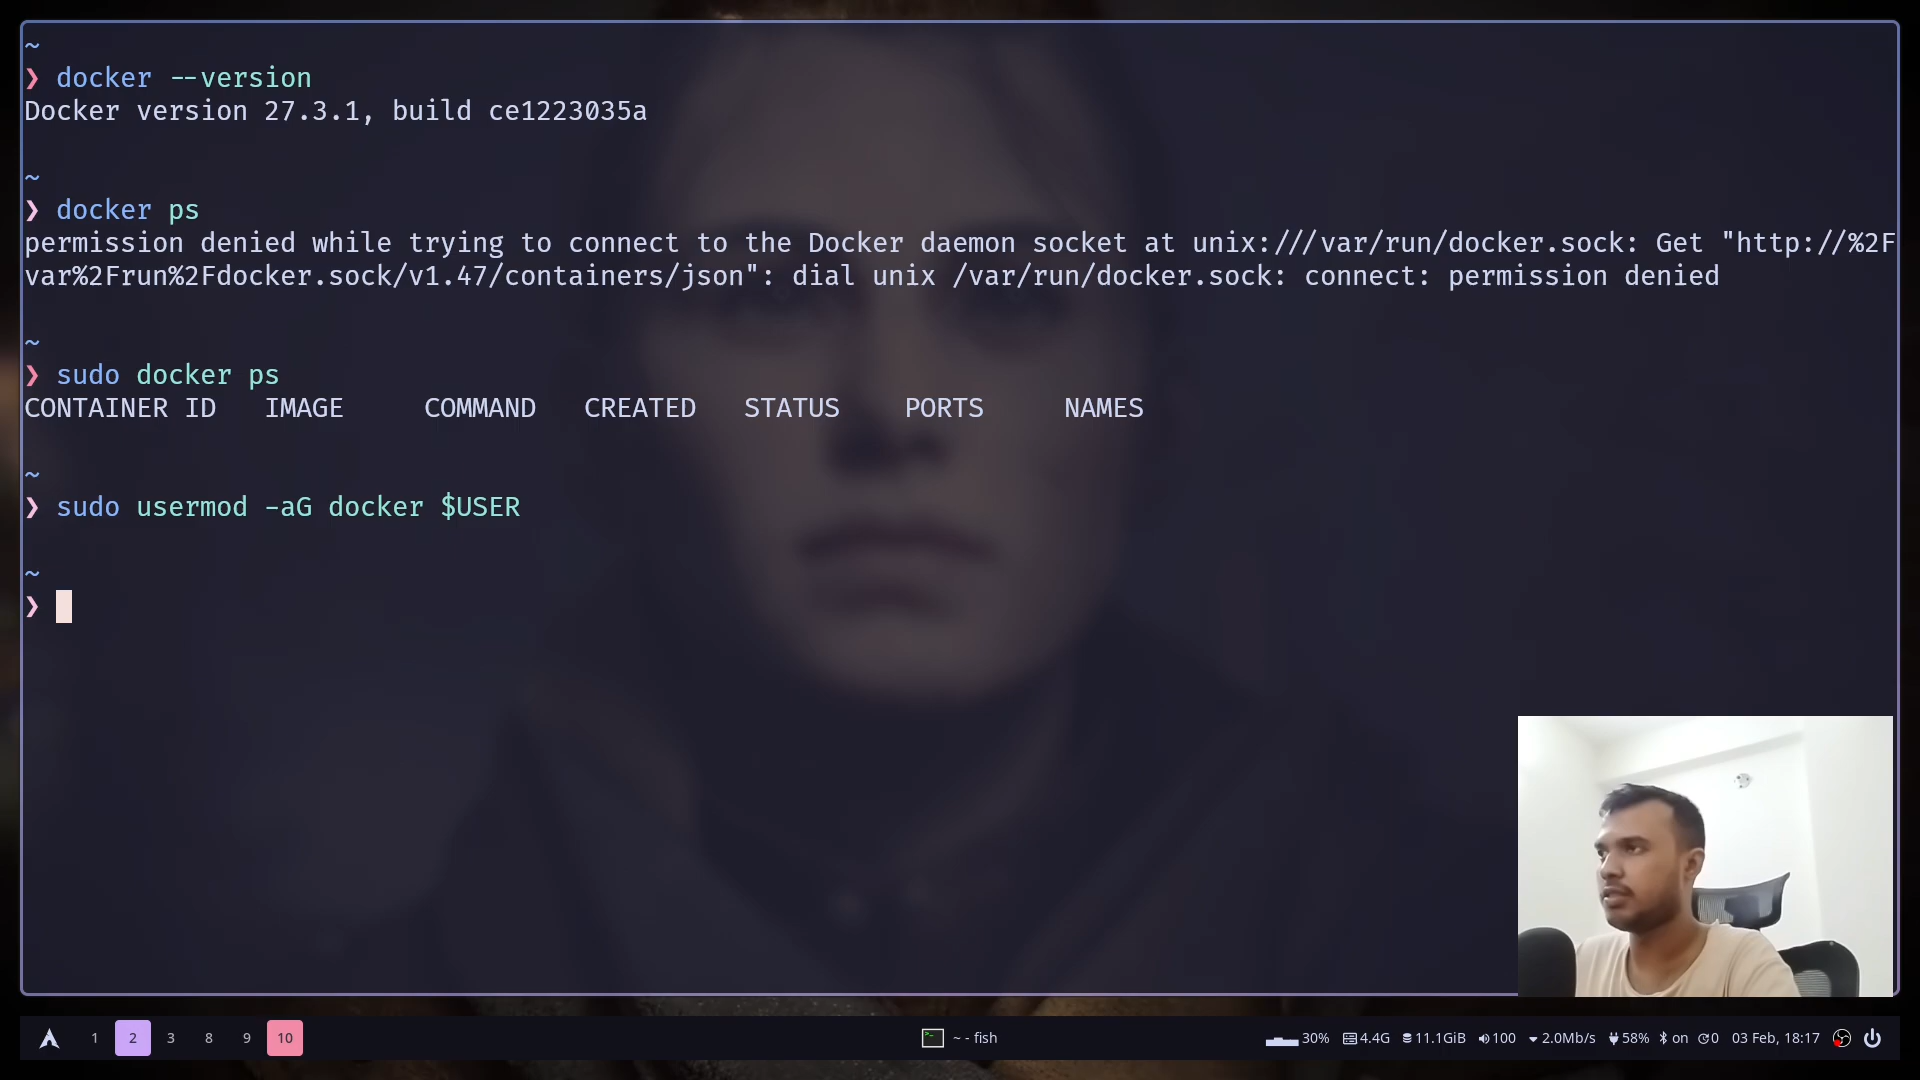 ~
❯ docker --version
Docker version 27.3.1, build ce1223035a
~
❯ docker ps
permission denied while trying to connect to the Docker daemon socket at unix:///var/run/docker.sock: Get "http://%2F
var%2Frun%2Fdocker.sock/v1.47/containers/json": dial unix /var/run/docker.sock: connect: permission denied
~
❯ sudo docker ps
CONTAINER ID   IMAGE     COMMAND   CREATED   STATUS    PORTS     NAMES
~
❯ sudo usermod -aG docker $USER
~
❯
1 2 3 8 9 10 ~ - fish 30% 4.4G 11.1GiB 100 2.0Mb/s 58% on 0 03 Feb, 18:17